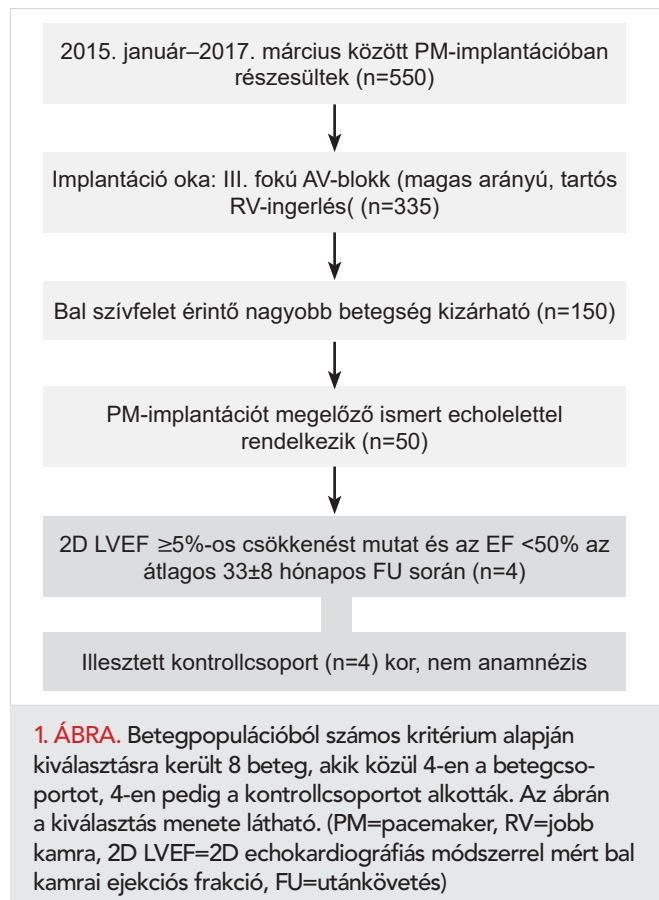 2015. január–2017. március között PM-implantációban
részesültek (n=550)
Implantáció oka: III. fokú AV-blokk (magas arányú, tartós
RV-ingerlés( (n=335)
Bal szívfelet érintő nagyobb betegség kizárható (n=150)
PM-implantációt megelőző ismert echolelettel
rendelkezik (n=50)
2D LVEF ≥5%-os csökkenést mutat és az EF <50% az
átlagos 33±8 hónapos FU során (n=4)
Illesztett kontrollcsoport (n=4) kor, nem anamnézis
1. ÁBRA. Betegpopulációból számos kritérium alapján
kiválasztásra került 8 beteg, akik közül 4-en a betegcso-
portot, 4-en pedig a kontrollcsoportot alkották. Az ábrán
a kiválasztás menete látható. (PM=pacemaker, RV=jobb
kamra, 2D LVEF=2D echokardiográfiás módszerrel mért bal
kamrai ejekciós frakció, FU=utánkövetés)